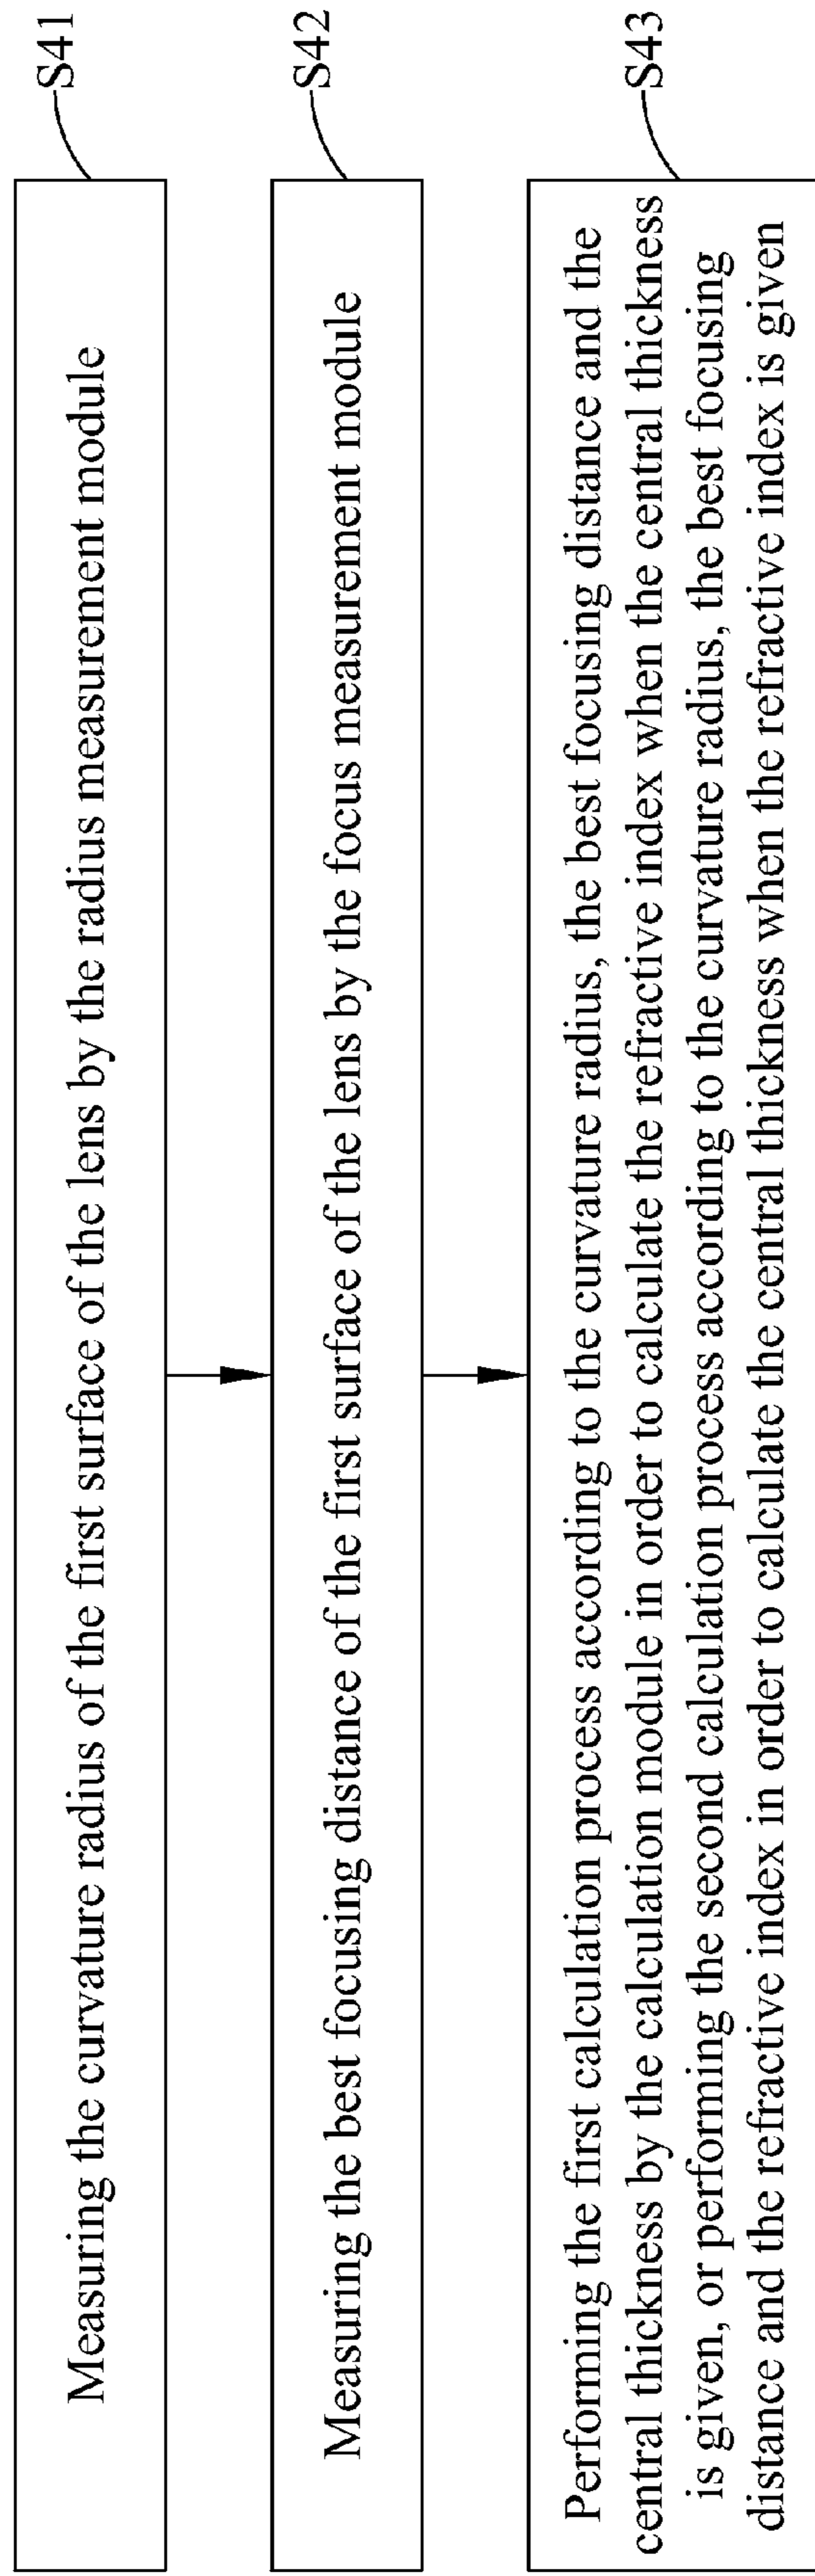 Measuring the curvature radius of the first surface of the lens by the radius measurement module
S41
Measuring the best focusing distance of the first surface of the lens by the focus measurement module
S42
Performing the first calculation process according to the curvature radius, the best focusing distance and the
central thickness by the calculation module in order to calculate the refractive index when the central thickness
is given, or performing the second calculation process according to the curvature radius, the best focusing
distance and the refractive index in order to calculate the central thickness when the refractive index is given
S43